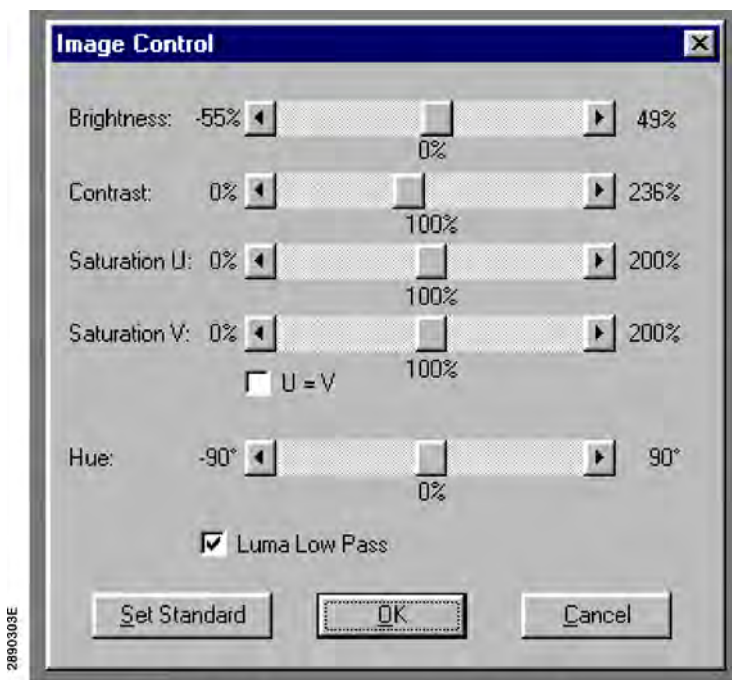 Image Control
Brightness: -55% 49%
0%
Contrast: 0% 236%
100%
Saturation U: 0% 200%
100%
Saturation V: 0% 200%
100%
U = V
Hue: -90° 90°
0%
Luma Low Pass
Set Standard OK Cancel
2890303E